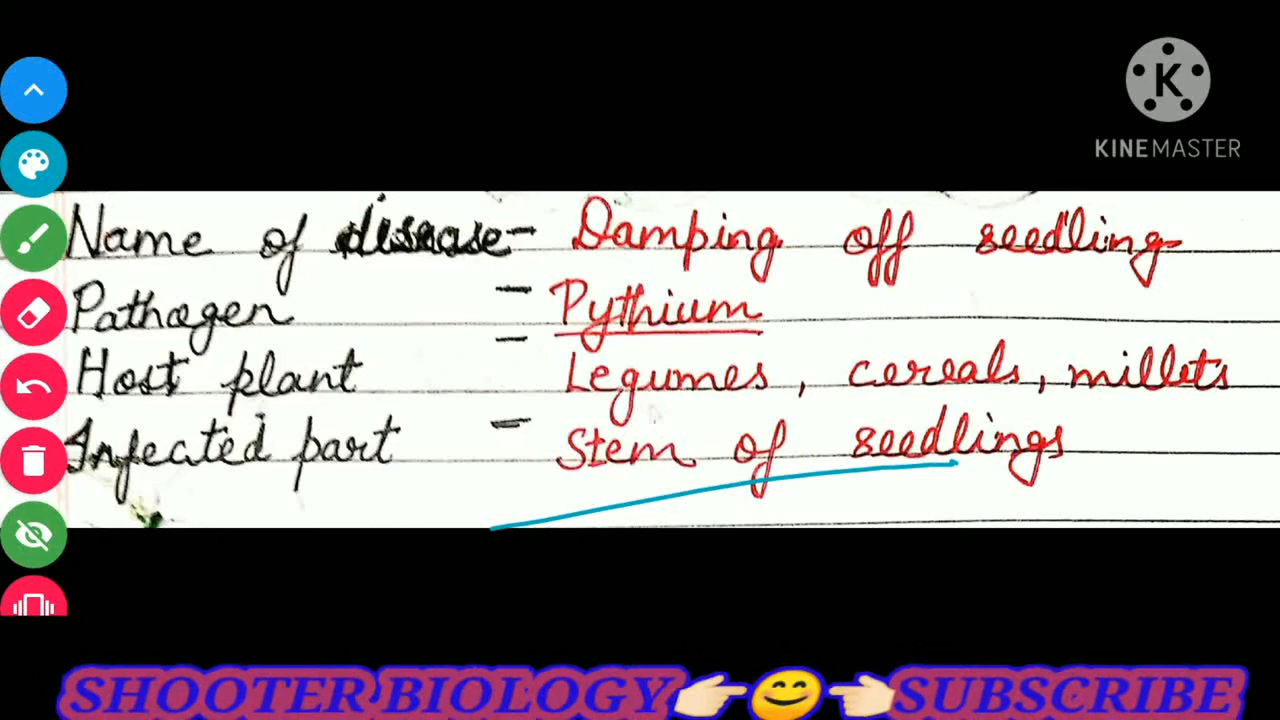 KINEMASTER
Name of disease - Damping off seedling
Pathogen - Pythium
Host plant - Legumes, cereals, millets
Infected part - Stem of seedlings
SHOOTER BIOLOGY👉😊👈SUBSCRIBE